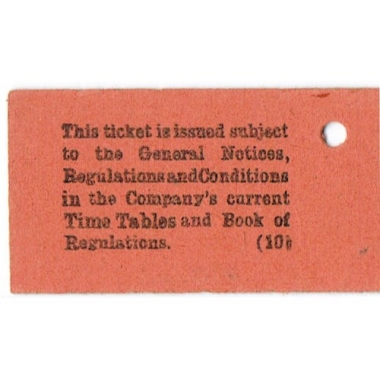 This ticket is issued subject
to the General Notices,
Regulations and Conditions
in the Company's current
Time Tables and Book of
Regulations. (10)